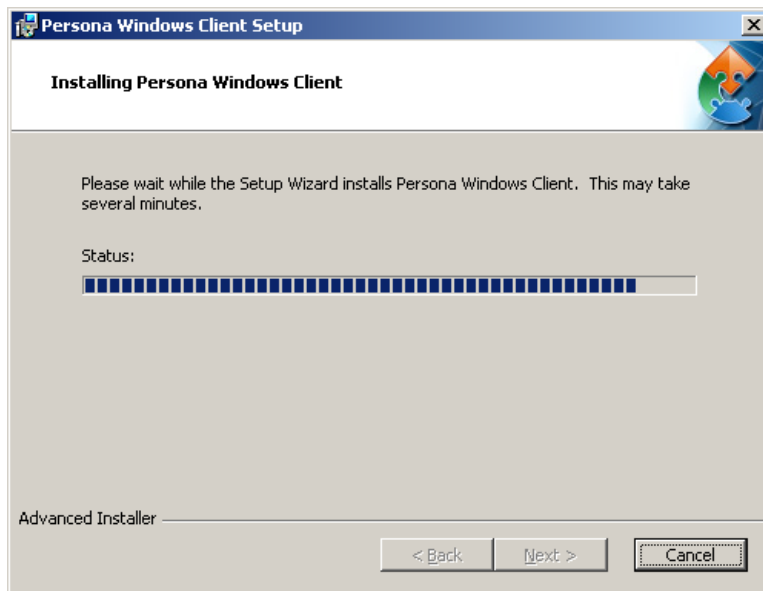 Persona Windows Client Setup
Installing Persona Windows Client
Please wait while the Setup Wizard installs Persona Windows Client. This may take
several minutes.
Status:
Advanced Installer
< Back Next > Cancel